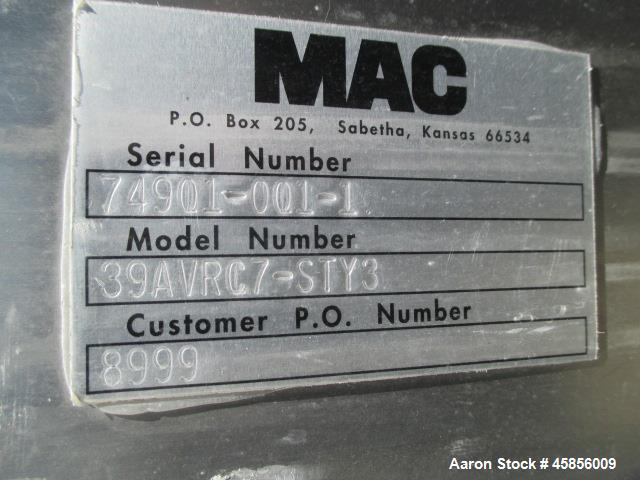 MAC
P.O. Box 205, Sabetha, Kansas 66534
Serial Number
74901-001-1
Model Number
39AVRC7-STY3
Customer P.O. Number
8999
Aaron Stock # 45856009